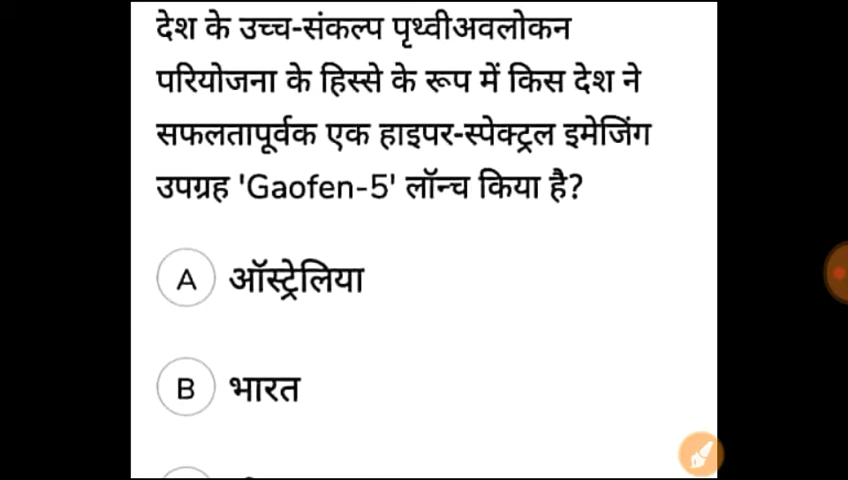 देश के उच्च-संकल्प पृथ्वीअवलोकन
परियोजना के हिस्से के रूप में किस देश ने
सफलतापूर्वक एक हाइपर-स्पेक्ट्रल इमेजिंग
उपग्रह 'Gaofen-5' लॉन्च किया है?
A ऑस्ट्रेलिया
B भारत